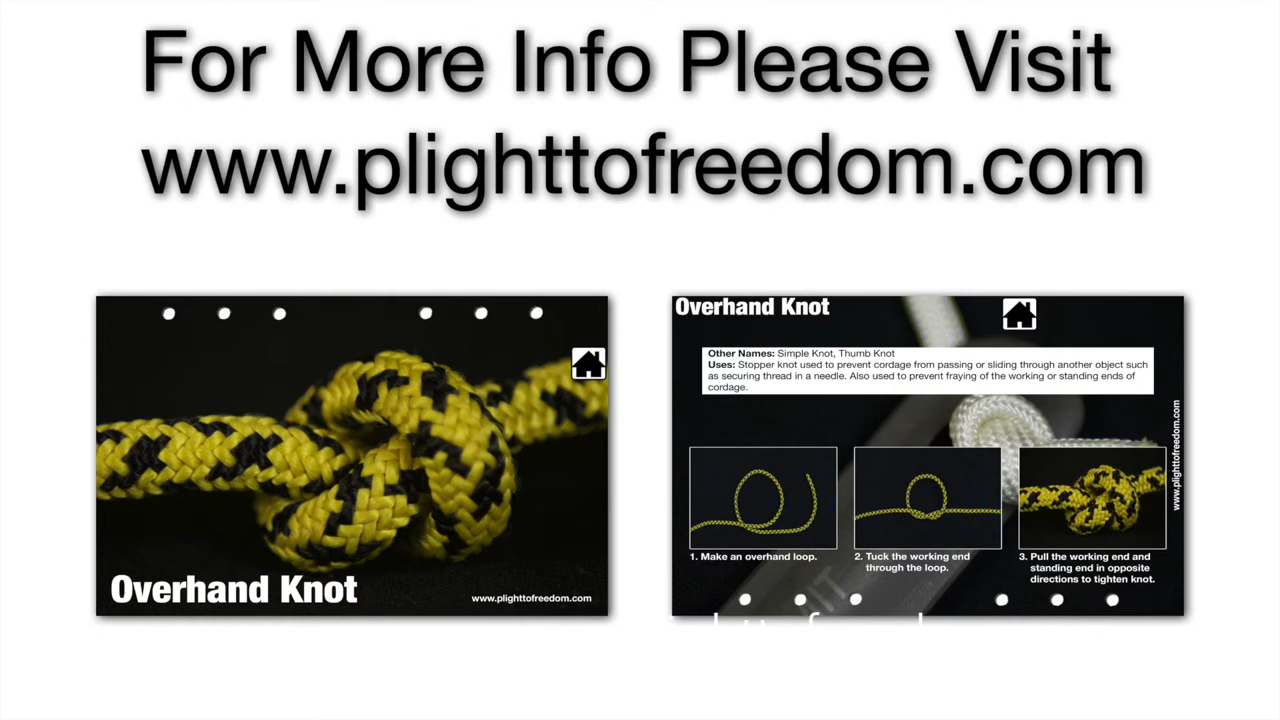 For More Info Please Visit
www.plighttofreedom.com
Overhand Knot
www.plighttofreedom.com
Overhand Knot
Other Names: Simple Knot, Thumb Knot
Uses: Stopper knot used to prevent cordage from passing or sliding through another object such
as securing thread in a needle. Also used to prevent fraying of the working or standing ends of
cordage.
www.plighttofreedom.com
1. Make an overhand loop.
2. Tuck the working end
through the loop.
3. Pull the working end and
standing end in opposite
directions to tighten knot.